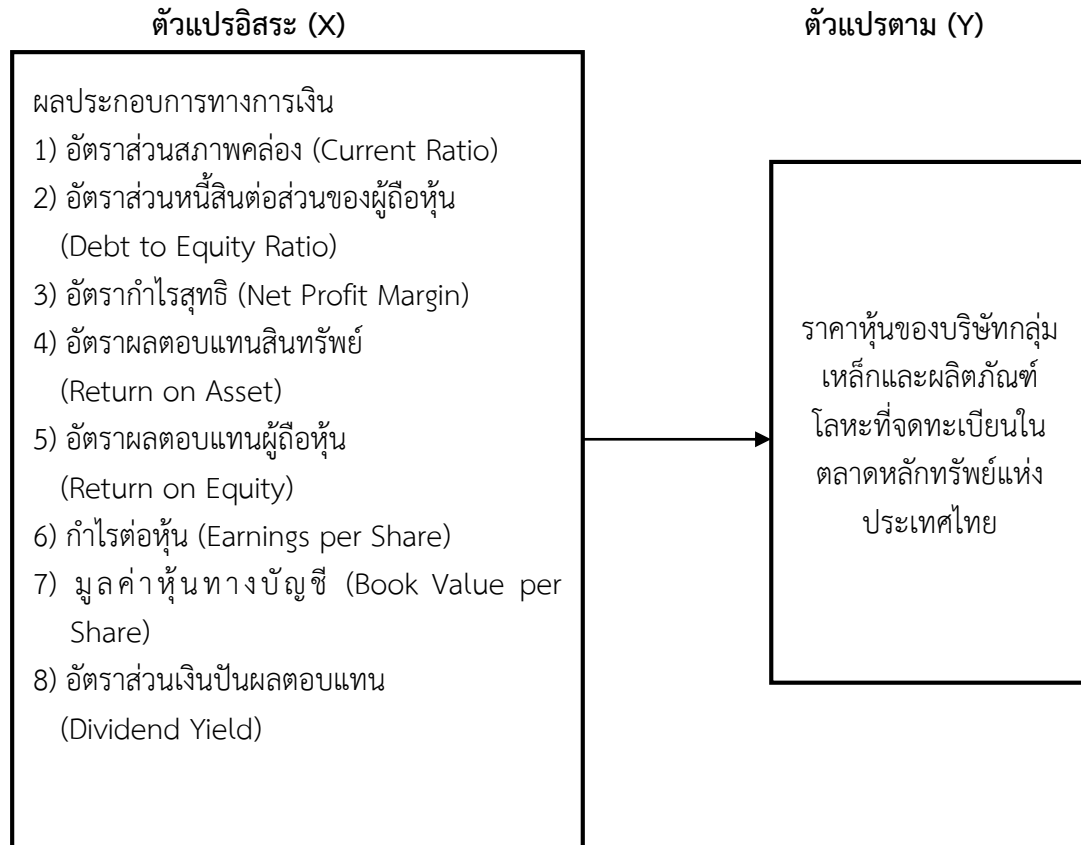 ตัวแปรอิสระ (X)
ตัวแปรตาม (Y)
ผลประกอบการทางการเงิน
1) อัตราส่วนสภาพคล่อง (Current Ratio)
2) อัตราส่วนหนี้สินต่อส่วนของผู้ถือหุ้น
(Debt to Equity Ratio)
3) อัตรากำไรสุทธิ (Net Profit Margin)
4) อัตราผลตอบแทนสินทรัพย์
(Return on Asset)
5) อัตราผลตอบแทนผู้ถือหุ้น
(Return on Equity)
6) กำไรต่อหุ้น (Earnings per Share)
7) มูลค่าหุ้นทางบัญชี (Book Value per
Share)
8) อัตราส่วนเงินปันผลตอบแทน
(Dividend Yield)
ราคาหุ้นของบริษัทกลุ่ม
เหล็กและผลิตภัณฑ์
โลหะที่จดทะเบียนใน
ตลาดหลักทรัพย์แห่ง
ประเทศไทย